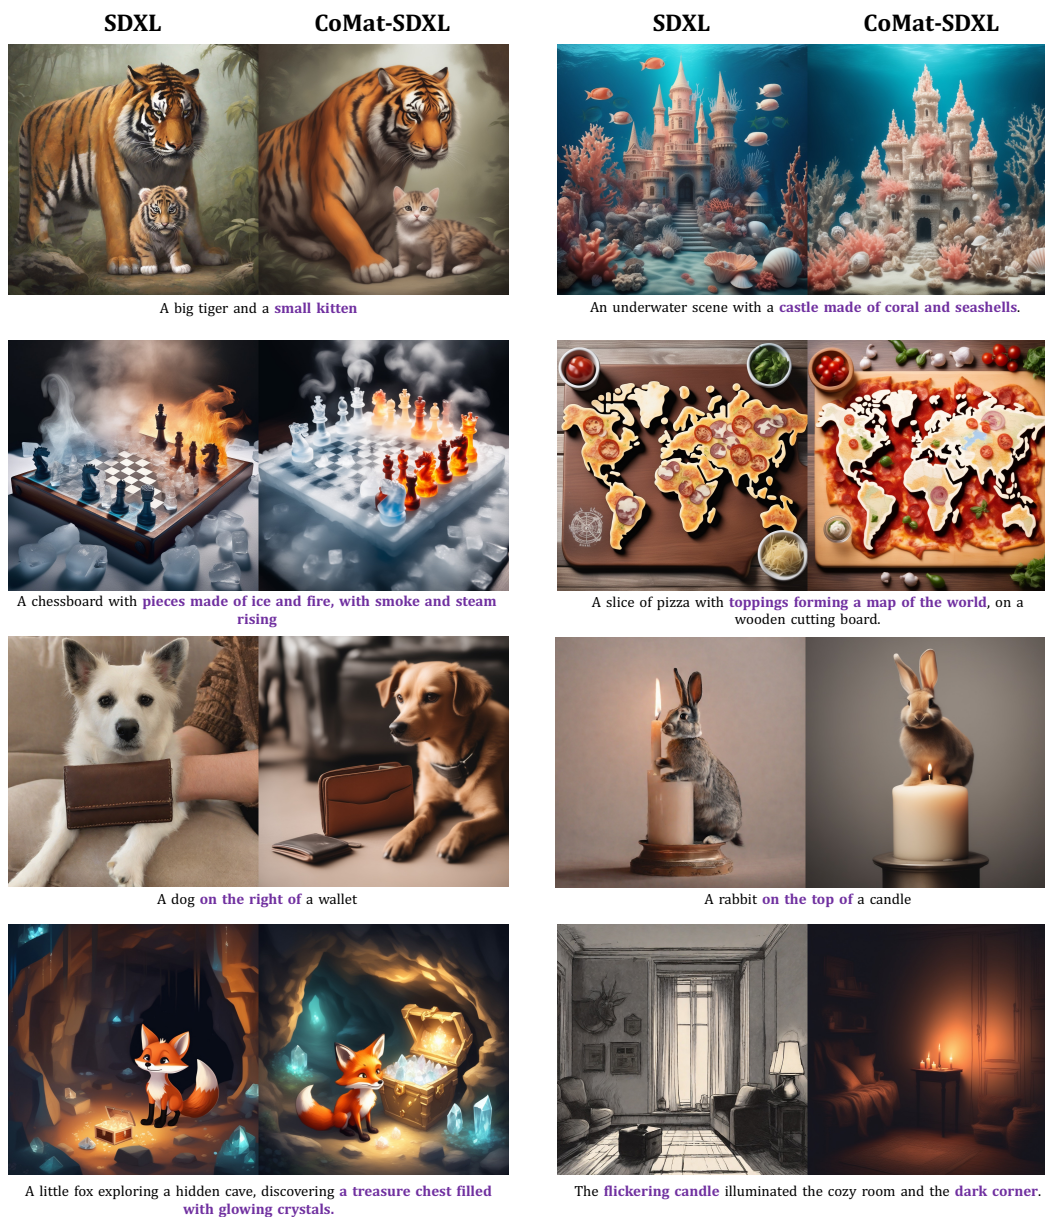 SDXL
CoMat-SDXL
SDXL
CoMat-SDXL
A big tiger and a small kitten
An underwater scene with a castle made of coral and seashells.
A chessboard with pieces made of ice and fire, with smoke and steam
rising
A slice of pizza with toppings forming a map of the world, on a
wooden cutting board.
A dog on the right of a wallet
A rabbit on the top of a candle
A little fox exploring a hidden cave, discovering a treasure chest filled
with glowing crystals.
The flickering candle illuminated the cozy room and the dark corner.